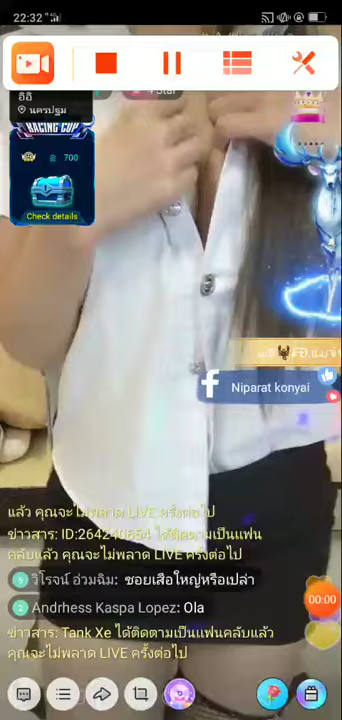 22:32
4 Star
อิอิ
นครปฐม
RACING CUP
700
Check details
Niparat konyai
แล้ว คุณจะไม่พลาด LIVE ครั้งต่อไป
ข่าวสาร: ได้ติดตามเป็นแฟน
คลับแล้ว คุณจะไม่พลาด LIVE ครั้งต่อไป
5 วิโรจน์ อ่วมฉิม: ชอยเสือใหญ่หรือเปล่า
2 Andrhess Kaspa Lopez: Ola
00:00
ข่าวสาร: Tank Xe ได้ติดตามเป็นแฟนคลับแล้ว
คุณจะไม่พลาด LIVE ครั้งต่อไป